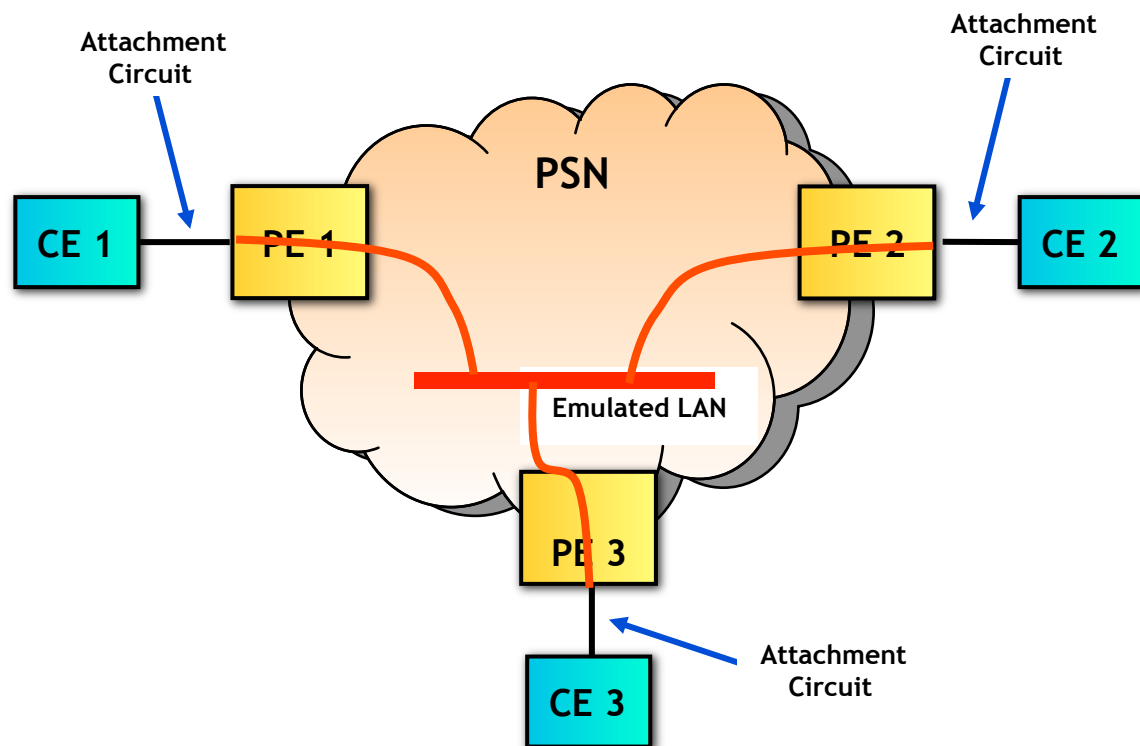 Attachment
Circuit
Attachment
Circuit
PSN
CE 1
PE 1
PE 2
CE 2
Emulated LAN
PE 3
Attachment
Circuit
CE 3